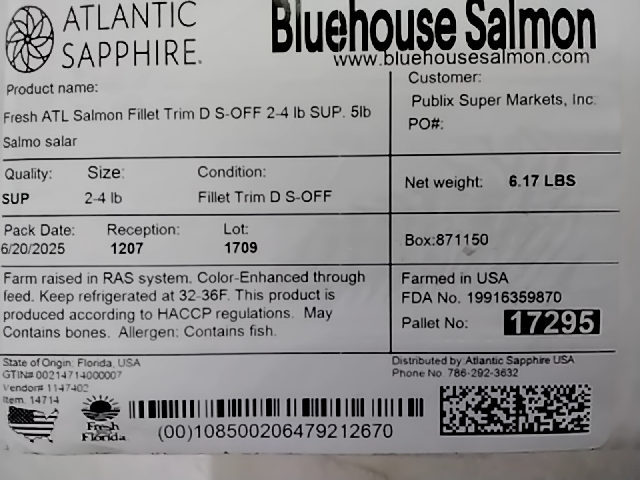 ATLANTIC
SAPPHIRE.
Bluehouse Salmon
www.bluehousesalmon.com
Product name:
Fresh ATL Salmon Fillet Trim D S-OFF 2-4 lb SUP. 5lb
Salmo salar
Customer:
Publix Super Markets, Inc.
PO#:
Quality: Size: Condition:
SUP 2-4 lb Fillet Trim D S-OFF
Net weight: 6.17 LBS
Pack Date: Reception: Lot:
6/20/2025 1207 1709
Box:871150
Farm raised in RAS system. Color-Enhanced through
feed. Keep refrigerated at 32-36F. This product is
produced according to HACCP regulations. May
Contains bones. Allergen: Contains fish.
Farmed in USA
FDA No. 19916359870
Pallet No: 17295
State of Origin: Florida, USA
GTIN# 00214714000007
Vendor# 1147402
Item. 14714
Distributed by Atlantic Sapphire USA
Phone No. 786-292-3632
Fresh
Florida
(00)108500206479212670